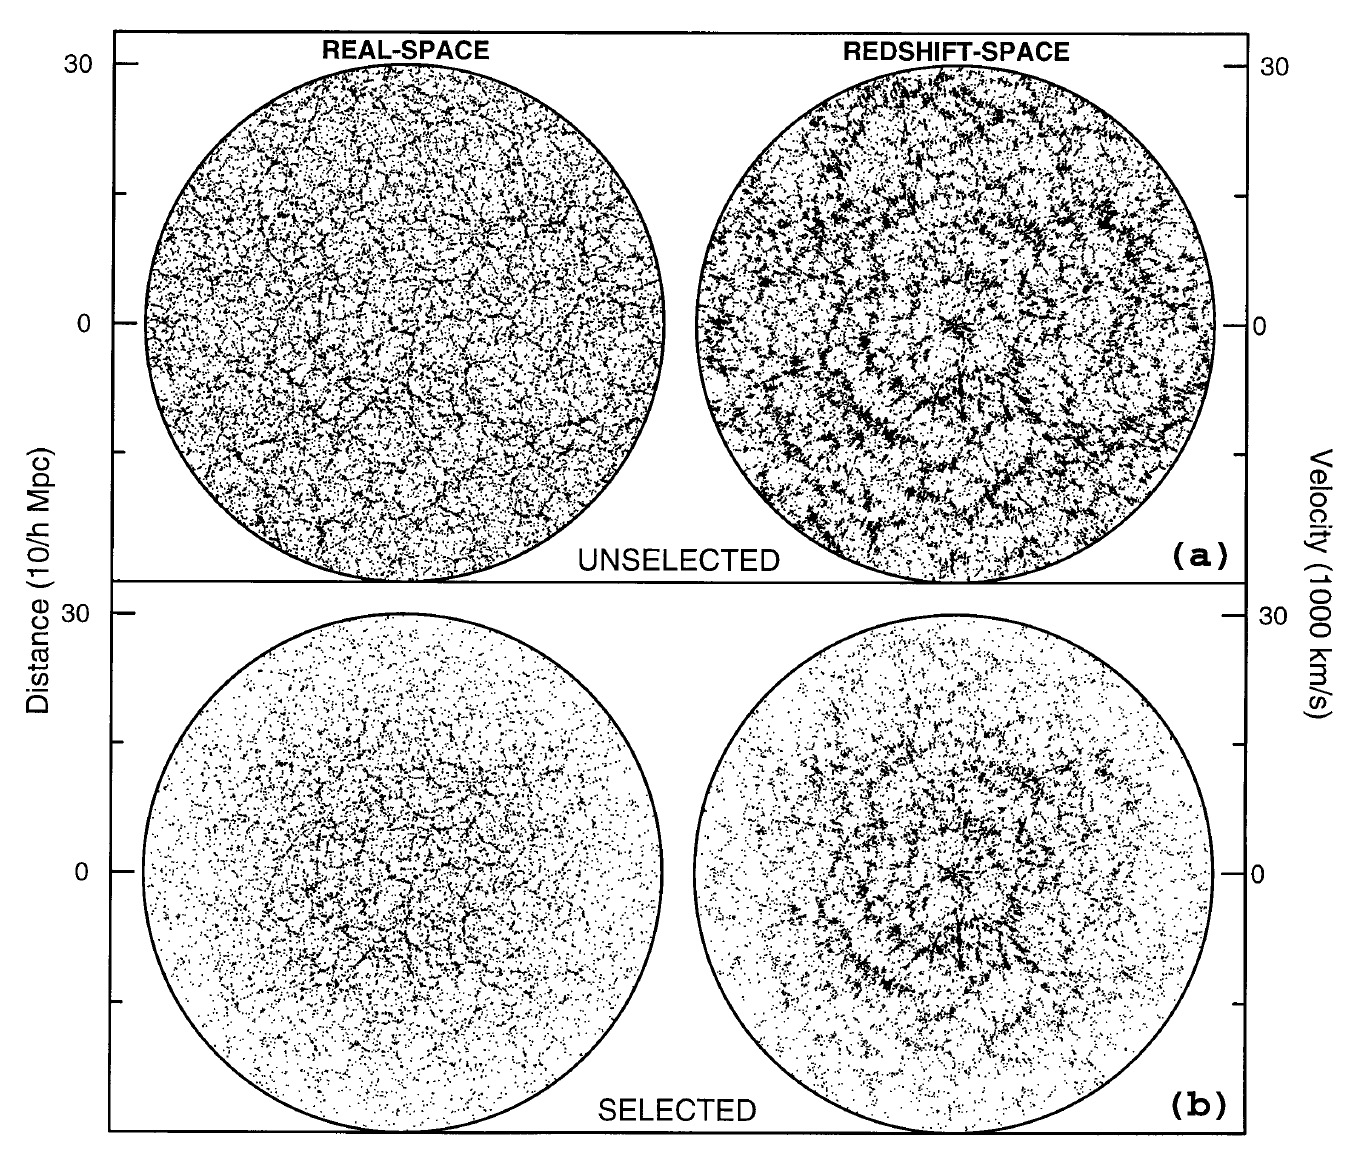 REAL-SPACE
REDSHIFT-SPACE
30
30
0
0
UNSELECTED
(a)
Distance (10/h Mpc)
Velocity (1000 km/s)
30
30
0
0
SELECTED
(b)